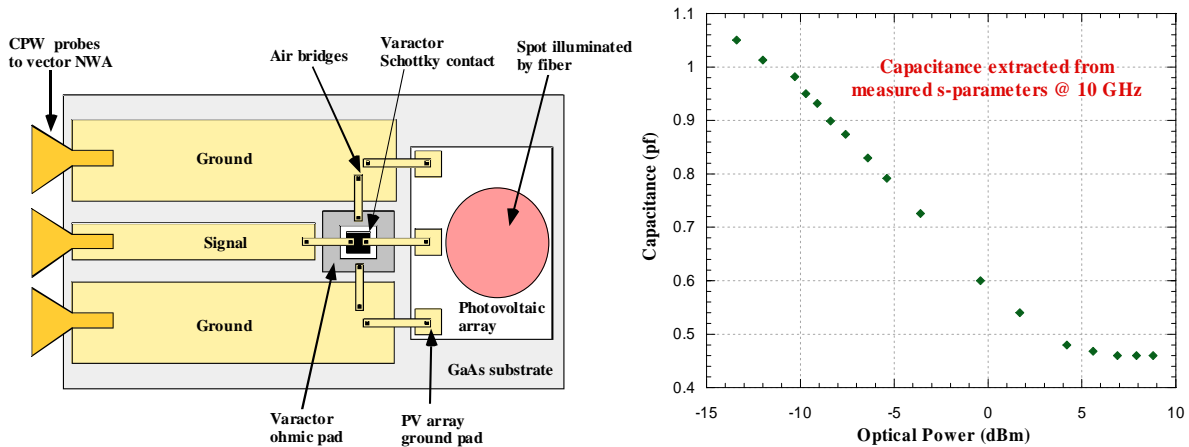 CPW probes
to vector NWA
Air bridges
Varactor
Schottky contact
Spot illuminated
by fiber
Ground
Signal
Ground
Photovoltaic
array
GaAs substrate
Varactor
ohmic pad
PV array
ground pad
Capacitance extracted from
measured s-parameters @ 10 GHz
Capacitance (pf)
1.1
1
0.9
0.8
0.7
0.6
0.5
0.4
-15
-10
-5
0
5
10
Optical Power (dBm)